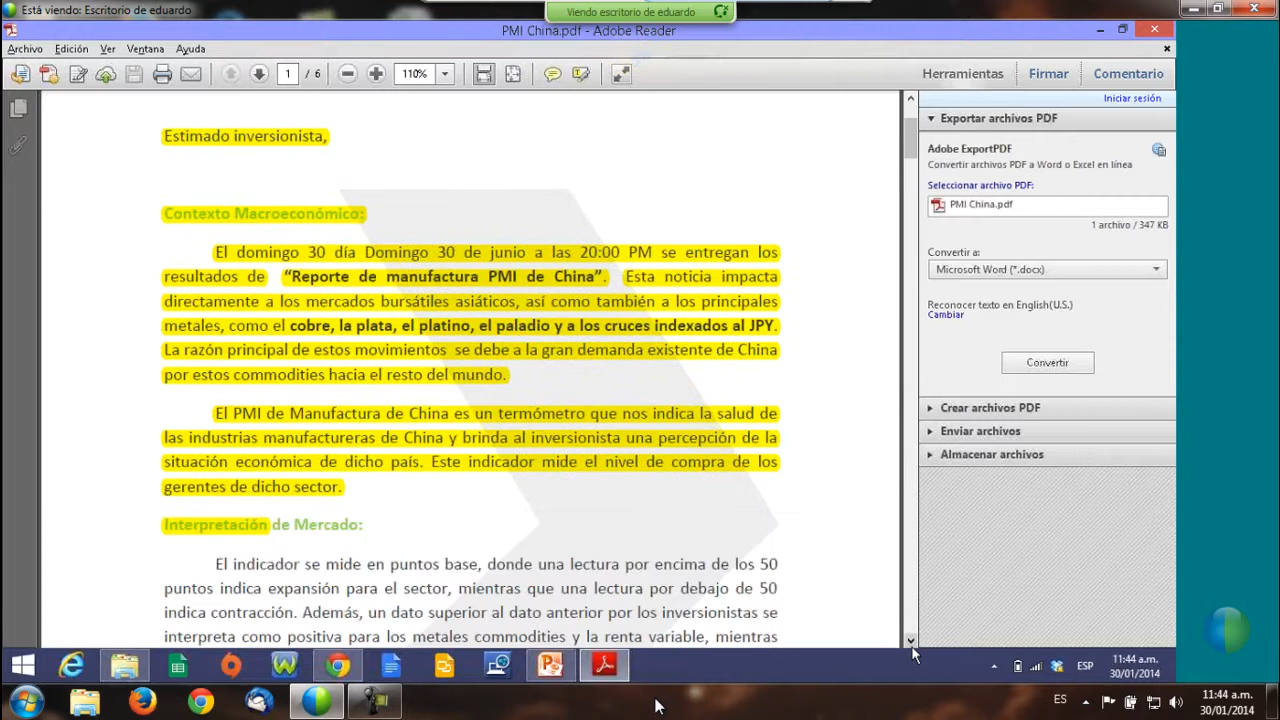 Está viendo: Escritorio de eduardo
Viendo escritorio de eduardo
PMI China.pdf - Adobe Reader
Archivo Edición Ver Ventana Ayuda
1 / 6 110% Herramientas Firmar Comentario
Iniciar sesión
Estimado inversionista,
Contexto Macroeconómico:
El domingo 30 día Domingo 30 de junio a las 20:00 PM se entregan los
resultados de “Reporte de manufactura PMI de China”. Esta noticia impacta
directamente a los mercados bursátiles asiáticos, así como también a los principales
metales, como el cobre, la plata, el platino, el paladio y a los cruces indexados al JPY.
La razón principal de estos movimientos se debe a la gran demanda existente de China
por estos commodities hacia el resto del mundo.
El PMI de Manufactura de China es un termómetro que nos indica la salud de
las industrias manufactureras de China y brinda al inversionista una percepción de la
situación económica de dicho país. Este indicador mide el nivel de compra de los
gerentes de dicho sector.
Interpretación de Mercado:
El indicador se mide en puntos base, donde una lectura por encima de los 50
puntos indica expansión para el sector, mientras que una lectura por debajo de 50
indica contracción. Además, un dato superior al dato anterior por los inversionistas se
interpreta como positiva para los metales commodities y la renta variable, mientras
Exportar archivos PDF
Adobe ExportPDF
Convertir archivos PDF a Word o Excel en línea
Seleccionar archivo PDF:
PMI China.pdf
1 archivo / 347 KB
Convertir a:
Microsoft Word (*.docx)
Reconocer texto en English(U.S.)
Cambiar
Convertir
Crear archivos PDF
Enviar archivos
Almacenar archivos
ESP
11:44 a.m.
30/01/2014
ES
11:44 a.m.
30/01/2014